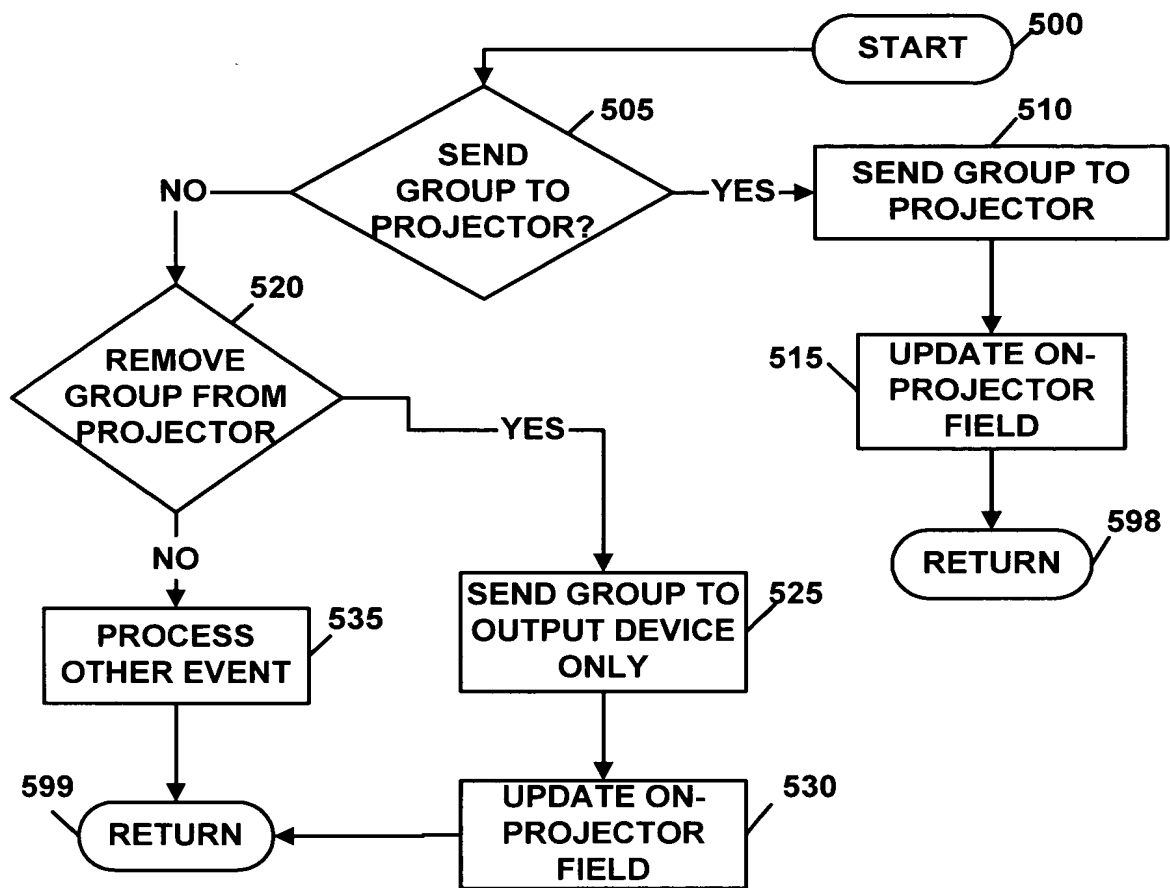 START
500
505
SEND
GROUP TO
PROJECTOR?
NO
YES
510
SEND GROUP TO
PROJECTOR
515
UPDATE ON-
PROJECTOR
FIELD
598
RETURN
520
REMOVE
GROUP FROM
PROJECTOR
YES
NO
535
PROCESS
OTHER EVENT
525
SEND GROUP TO
OUTPUT DEVICE
ONLY
530
UPDATE ON-
PROJECTOR
FIELD
599
RETURN